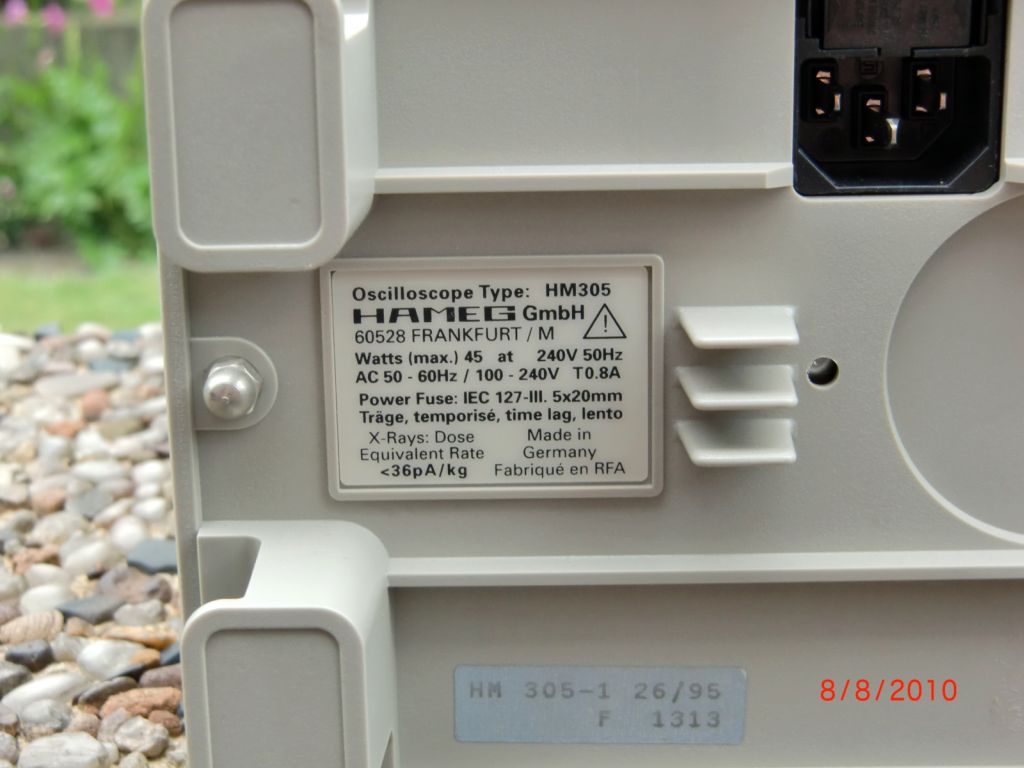 Oscilloscope Type: HM305
HAMEG GmbH
60528 FRANKFURT / M
Watts (max.) 45 at 240V 50Hz
AC 50 - 60Hz / 100 - 240V T0.8A
Power Fuse: IEC 127-III. 5x20mm
Träge, temporisé, time lag, lento
X-Rays: Dose
Equivalent Rate
<36pA/kg
Made in
Germany
Fabriqué en RFA
HM 305-1 26/95
F 1313
8/8/2010